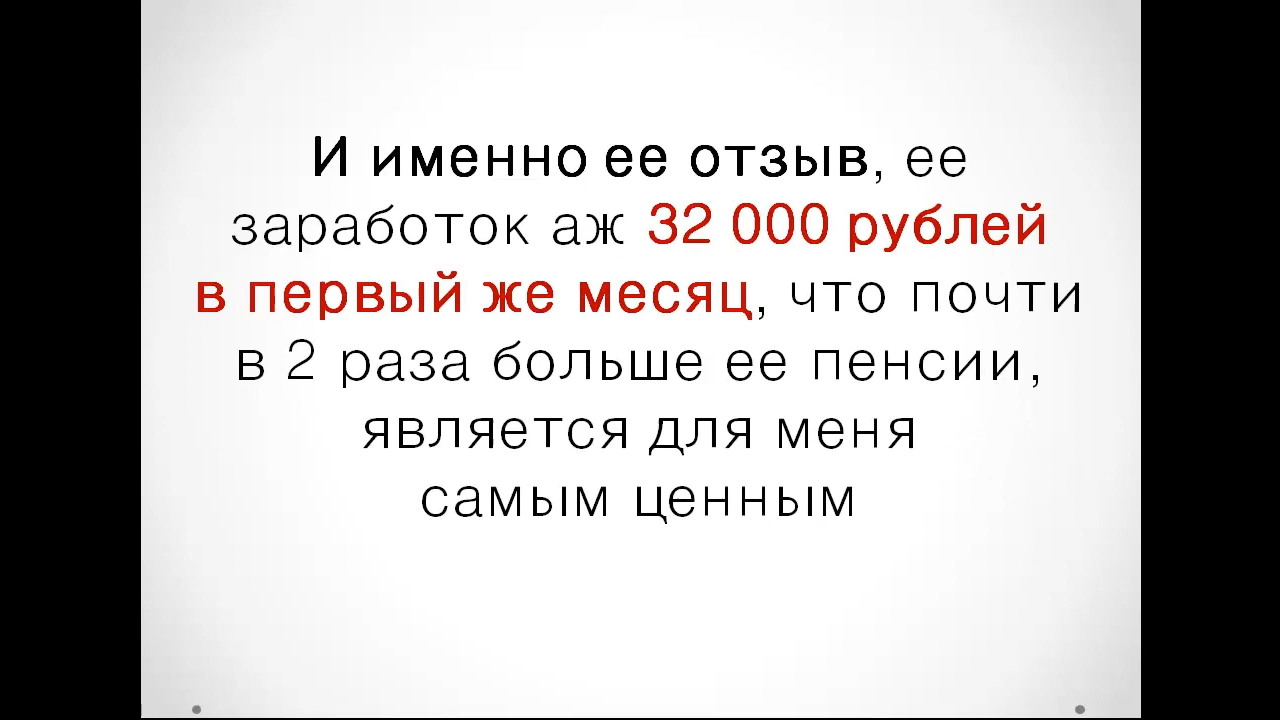 И именно ее отзыв, ее
заработок аж 32 000 рублей
в первый же месяц, что почти
в 2 раза больше ее пенсии,
является для меня
самым ценным